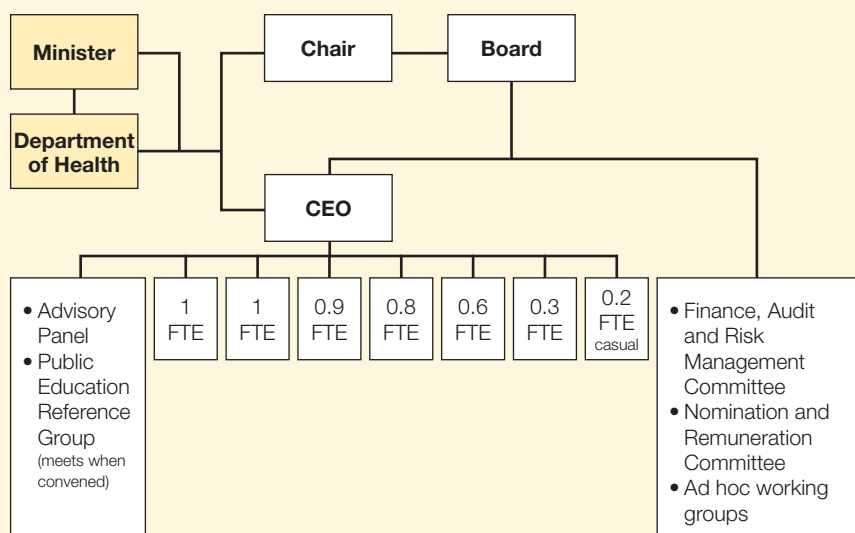 Minister
Chair
Board
Department
of Health
CEO
• Advisory
Panel
• Public
Education
Reference
Group
(meets when
convened)
1
FTE
1
FTE
0.9
FTE
0.8
FTE
0.6
FTE
0.3
FTE
0.2
FTE
casual
• Finance, Audit
and Risk
Management
Committee
• Nomination and
Remuneration
Committee
• Ad hoc working
groups